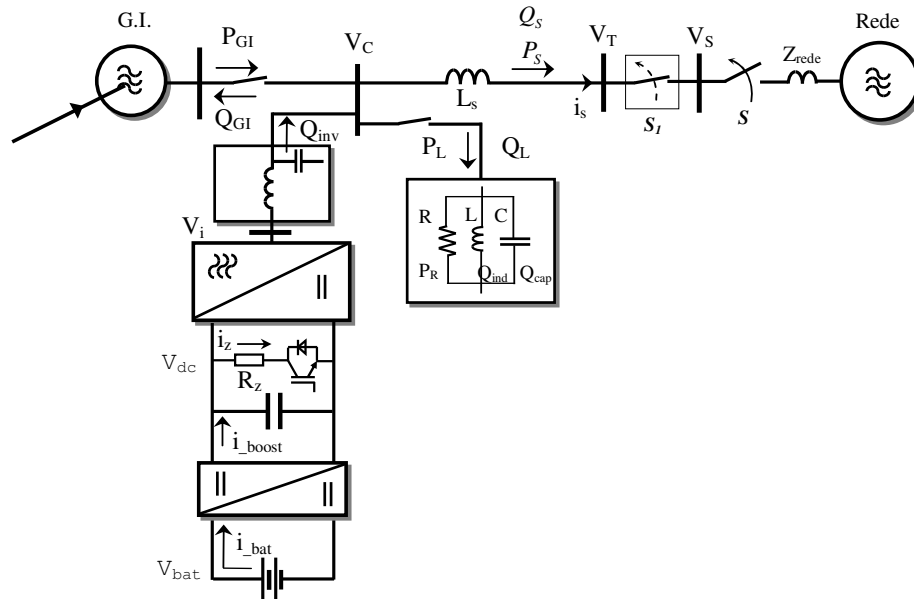 G.I.
P_GI
Q_GI
V_C
Q_S
P_S
L_s
V_T
i_s
S_I
V_S
S
Z_rede
Rede
Q_inv
P_L
Q_L
V_i
R
L
C
P_R
Q_ind
Q_cap
i_z
V_dc
R_z
i_boost
i_bat
V_bat